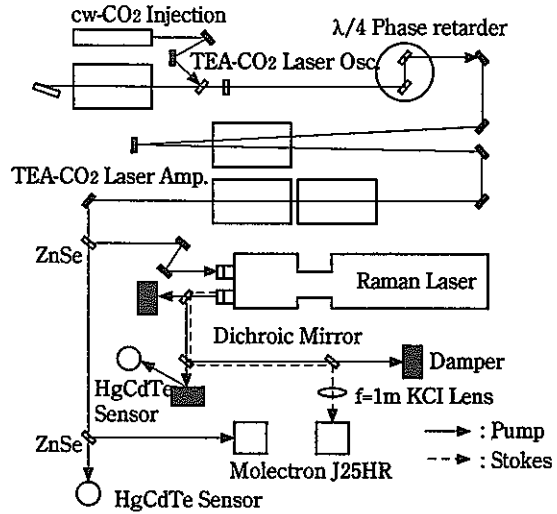 cw-CO2 Injection
λ/4 Phase retarder
TEA-CO2 Laser Osc.
TEA-CO2 Laser Amp.
ZnSe
Raman Laser
Dichroic Mirror
Damper
HgCdTe
Sensor
f=1m KCl Lens
ZnSe
: Pump
Molectron J25HR
: Stokes
HgCdTe Sensor